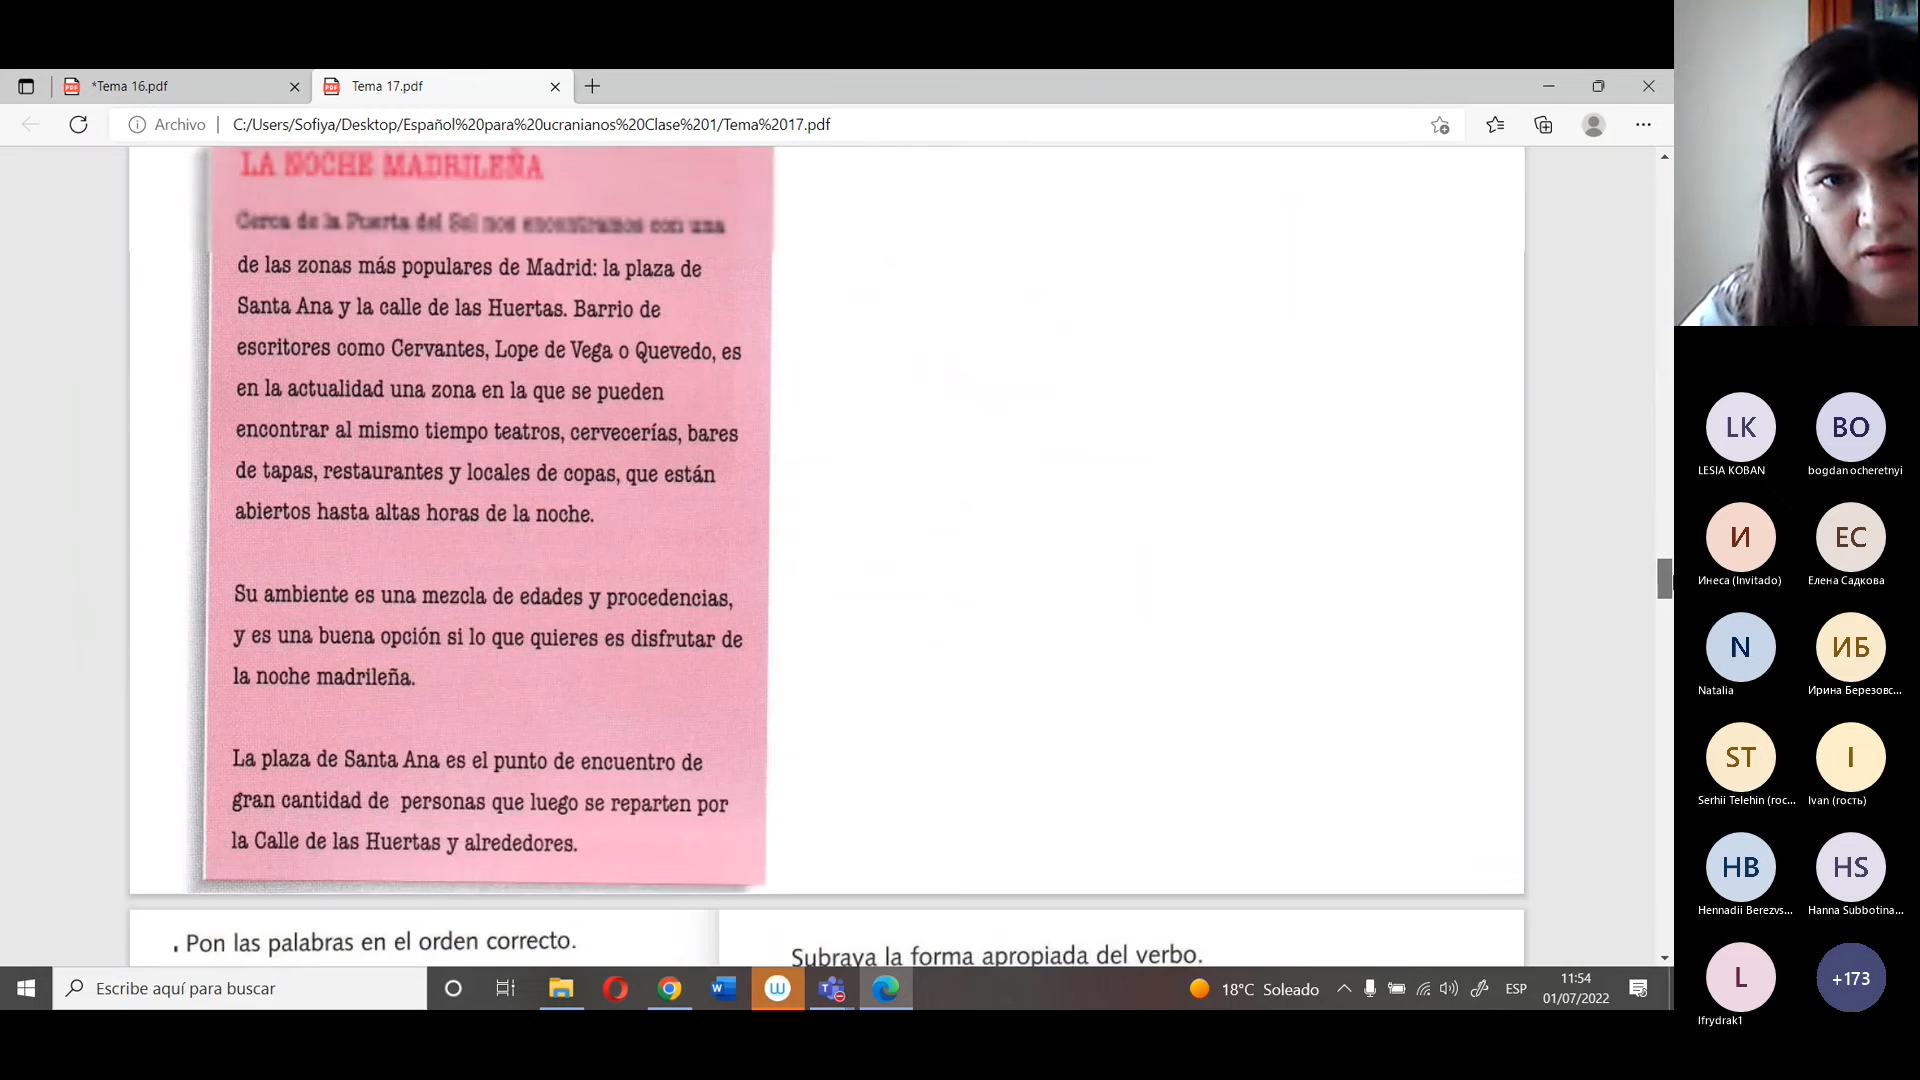 *Tema 16.pdf
Tema 17.pdf
Archivo
C:/Users/Sofiya/Desktop/Español%20para%20ucranianos%20Clase%201/Tema%2017.pdf
LA NOCHE MADRILEÑA
Cerca de la Puerta del Sol nos encontramos con una
de las zonas más populares de Madrid: la plaza de
Santa Ana y la calle de las Huertas. Barrio de
escritores como Cervantes, Lope de Vega o Quevedo, es
en la actualidad una zona en la que se pueden
encontrar al mismo tiempo teatros, cervecerías, bares
de tapas, restaurantes y locales de copas, que están
abiertos hasta altas horas de la noche.
Su ambiente es una mezcla de edades y procedencias,
y es una buena opción si lo que quieres es disfrutar de
la noche madrileña.
La plaza de Santa Ana es el punto de encuentro de
gran cantidad de personas que luego se reparten por
la Calle de las Huertas y alrededores.
. Pon las palabras en el orden correcto.
Subraya la forma apropiada del verbo.
Escribe aquí para buscar
18°C Soleado
ESP
11:54
01/07/2022
LK
LESIA KOBAN
BO
bogdan ocheretnyi
И
Инеса (Invitado)
ЕС
Елена Садкова
N
Natalia
ИБ
Ирина Березовс...
ST
Serhii Telehin (гос...
I
Ivan (гость)
HB
Hennadii Berezvs...
HS
Hanna Subbotina...
L
lfrydrak1
+173